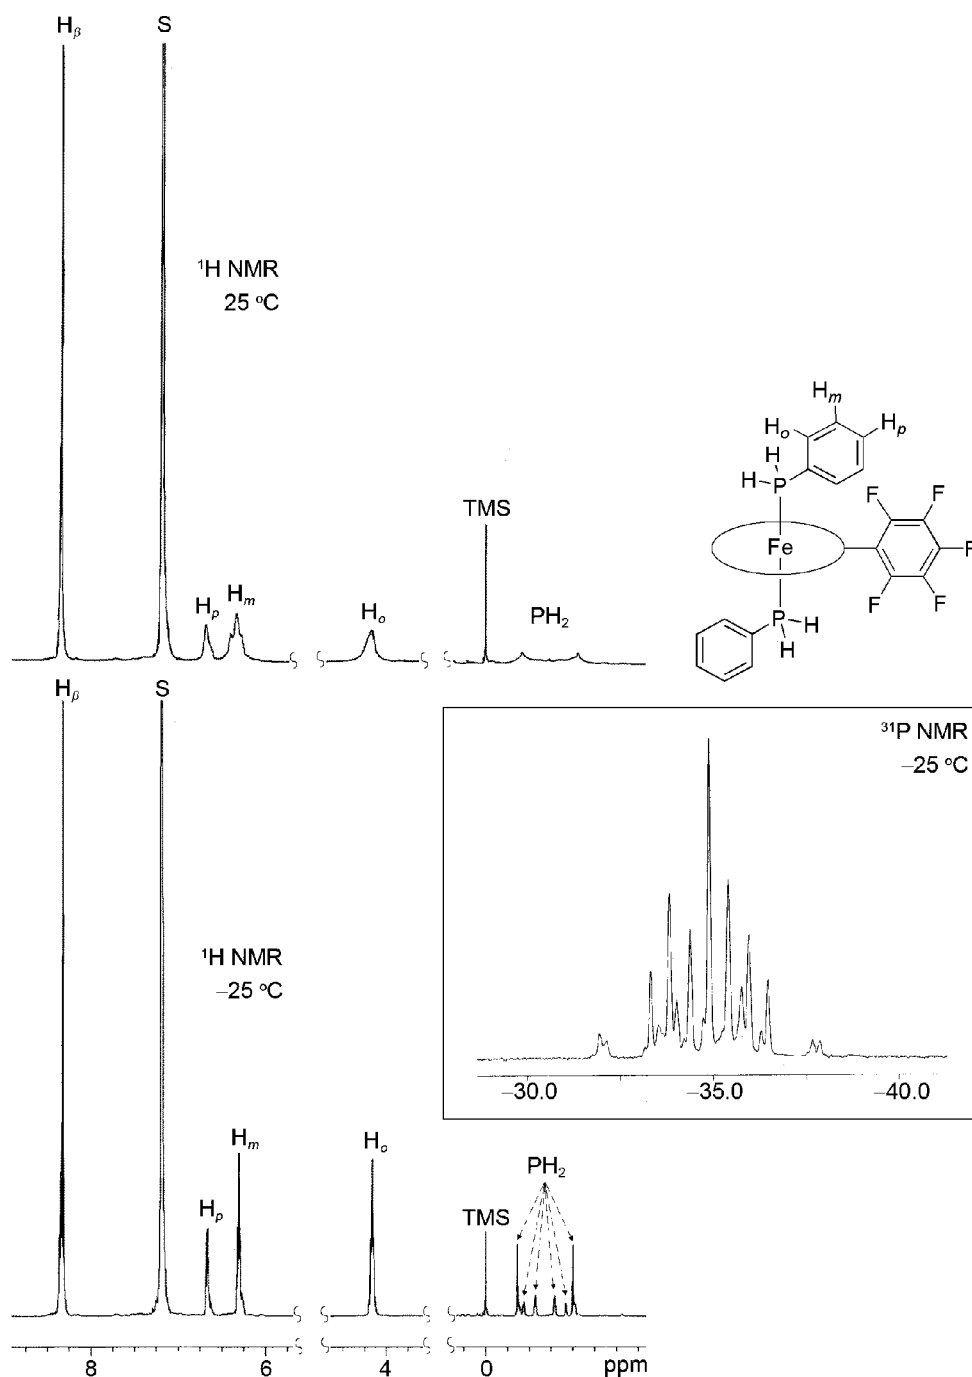 Hβ
S
¹H NMR
25 °C
Hp
Hm
Ho
TMS
PH₂
Hm
Ho
Hp
H
H
P
F
F
F
F
F
Fe
P
H
H
Hβ
S
¹H NMR
–25 °C
Hp
Hm
Ho
TMS
PH₂
³¹P NMR
–25 °C
–30.0
–35.0
–40.0
8
6
4
0
ppm